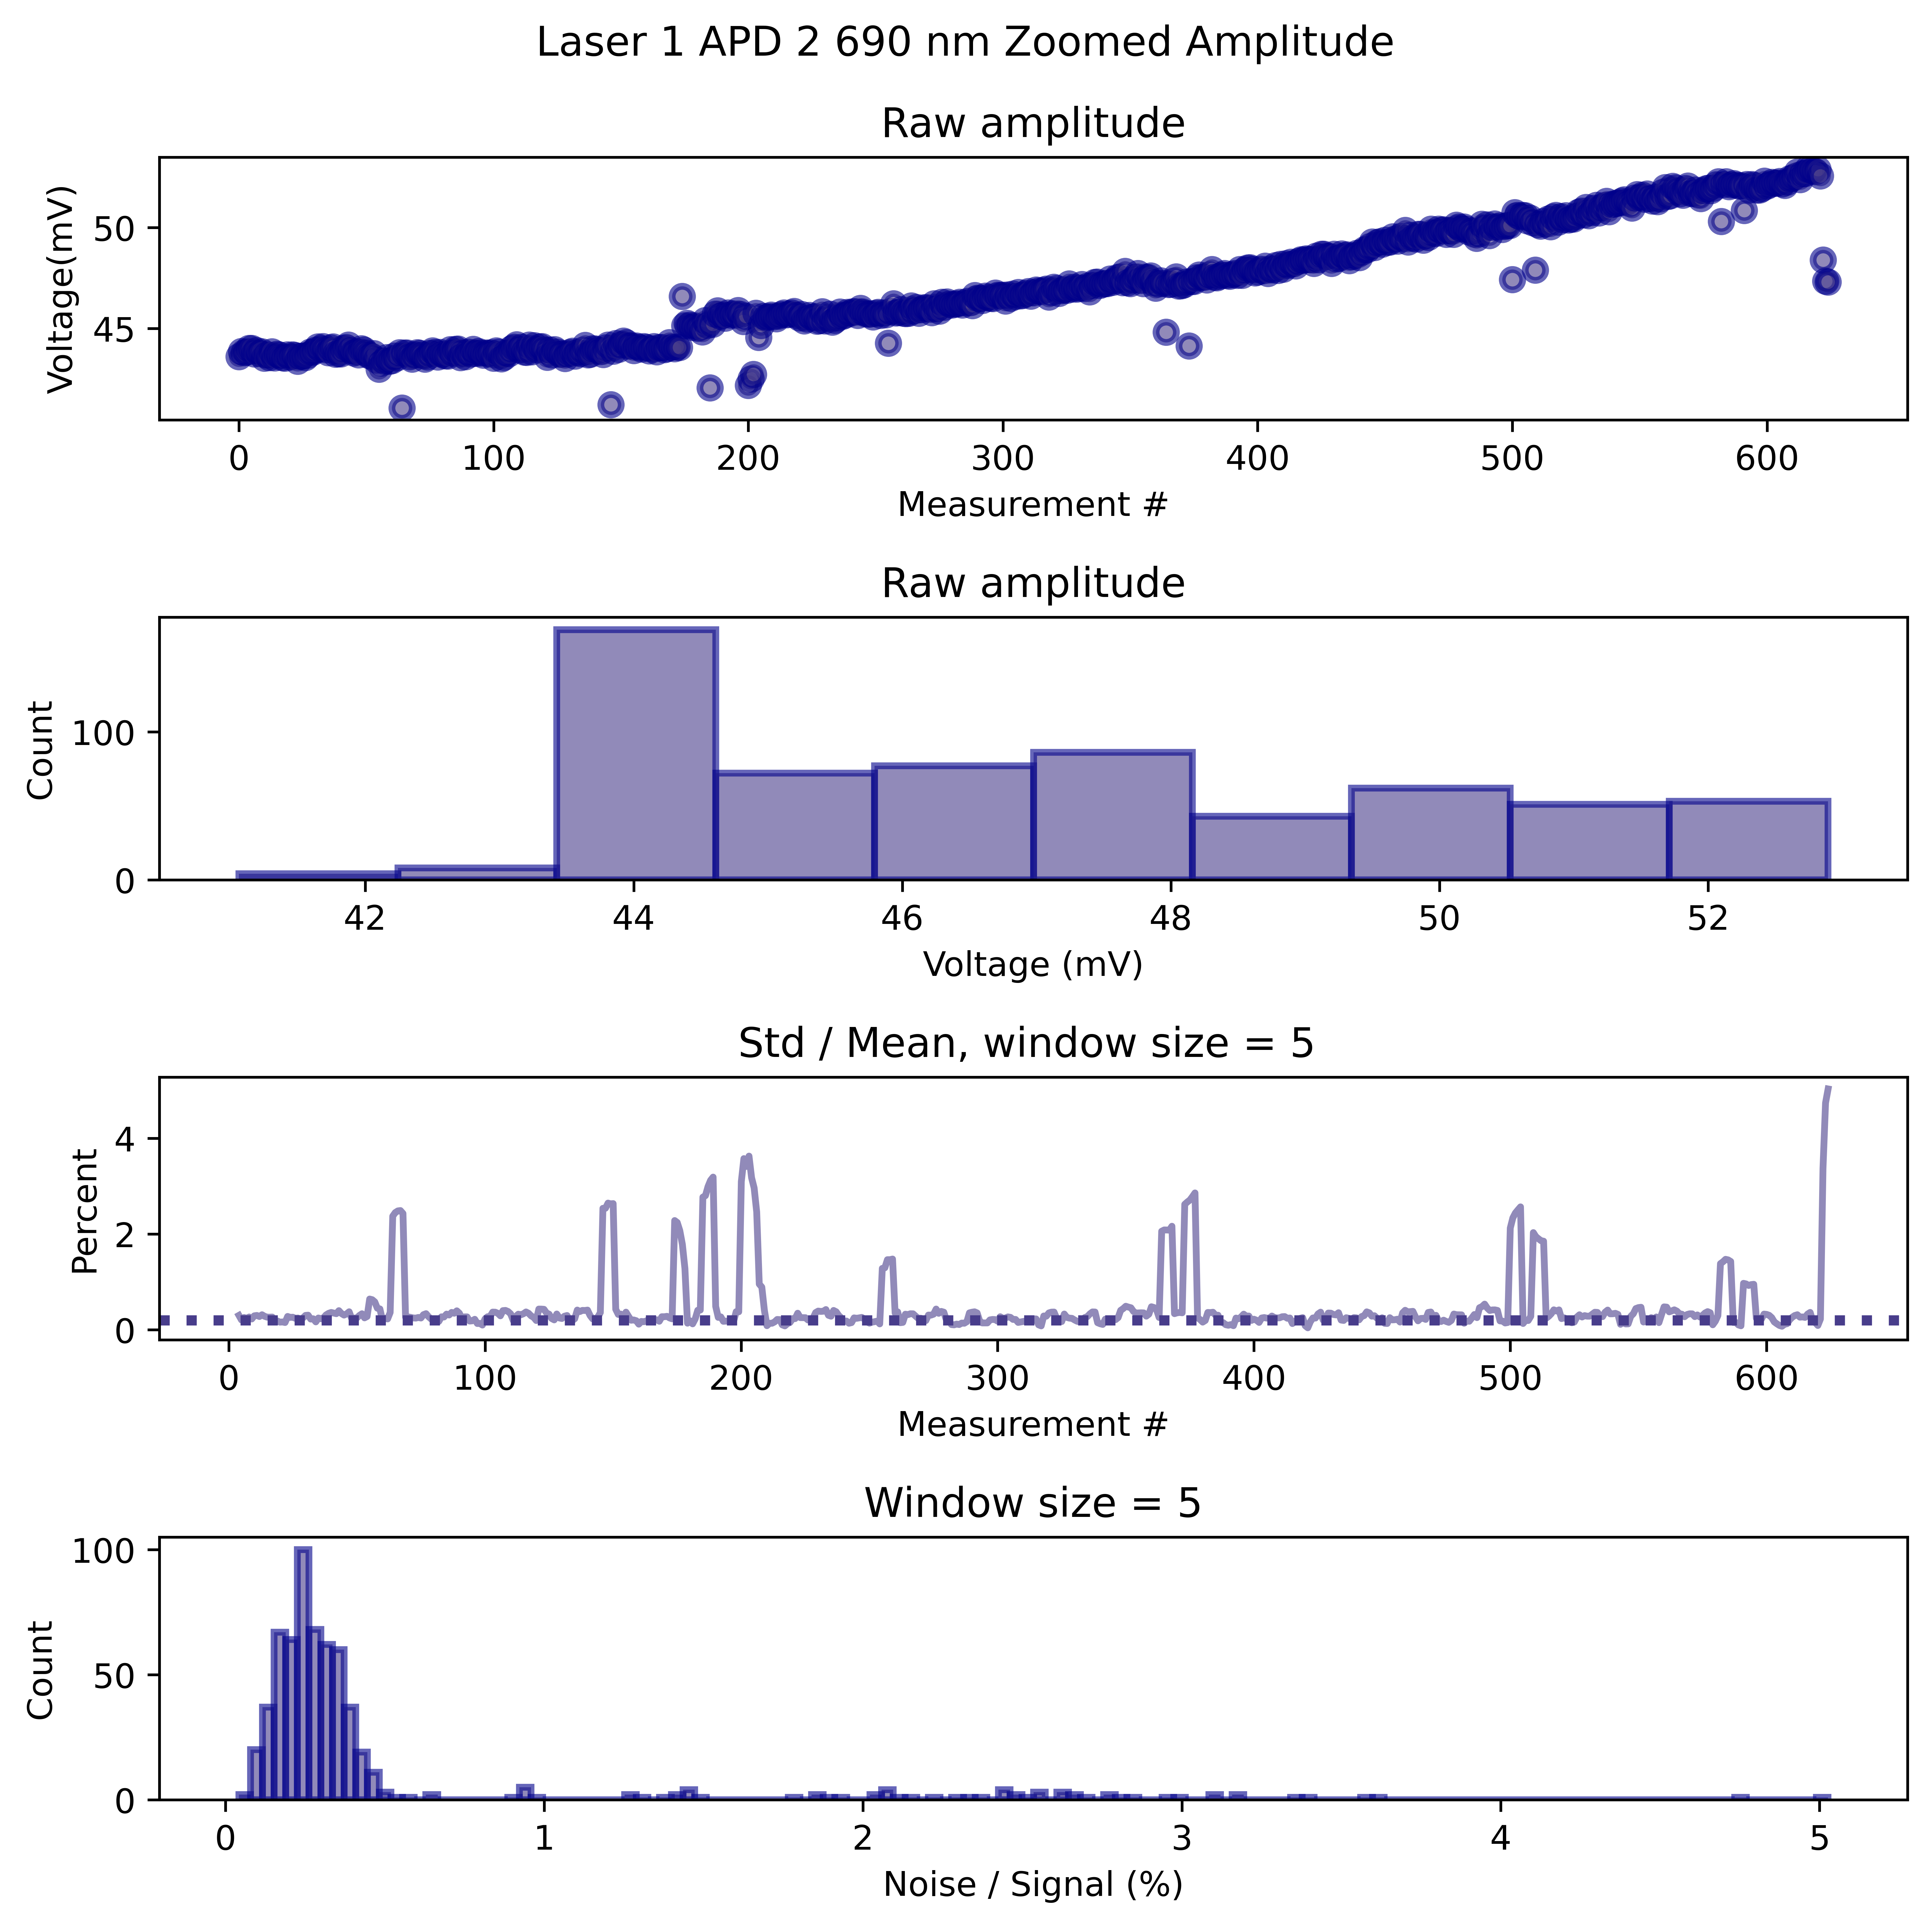 Laser 1 APD 2 690 nm Zoomed Amplitude
Raw amplitude
Voltage(mV)
50
45
0 100 200 300 400 500 600
Measurement #
Raw amplitude
Count
100
0
42 44 46 48 50 52
Voltage (mV)
Std / Mean, window size = 5
Percent
4
2
0
0 100 200 300 400 500 600
Measurement #
Window size = 5
Count
100
50
0
0 1 2 3 4 5
Noise / Signal (%)